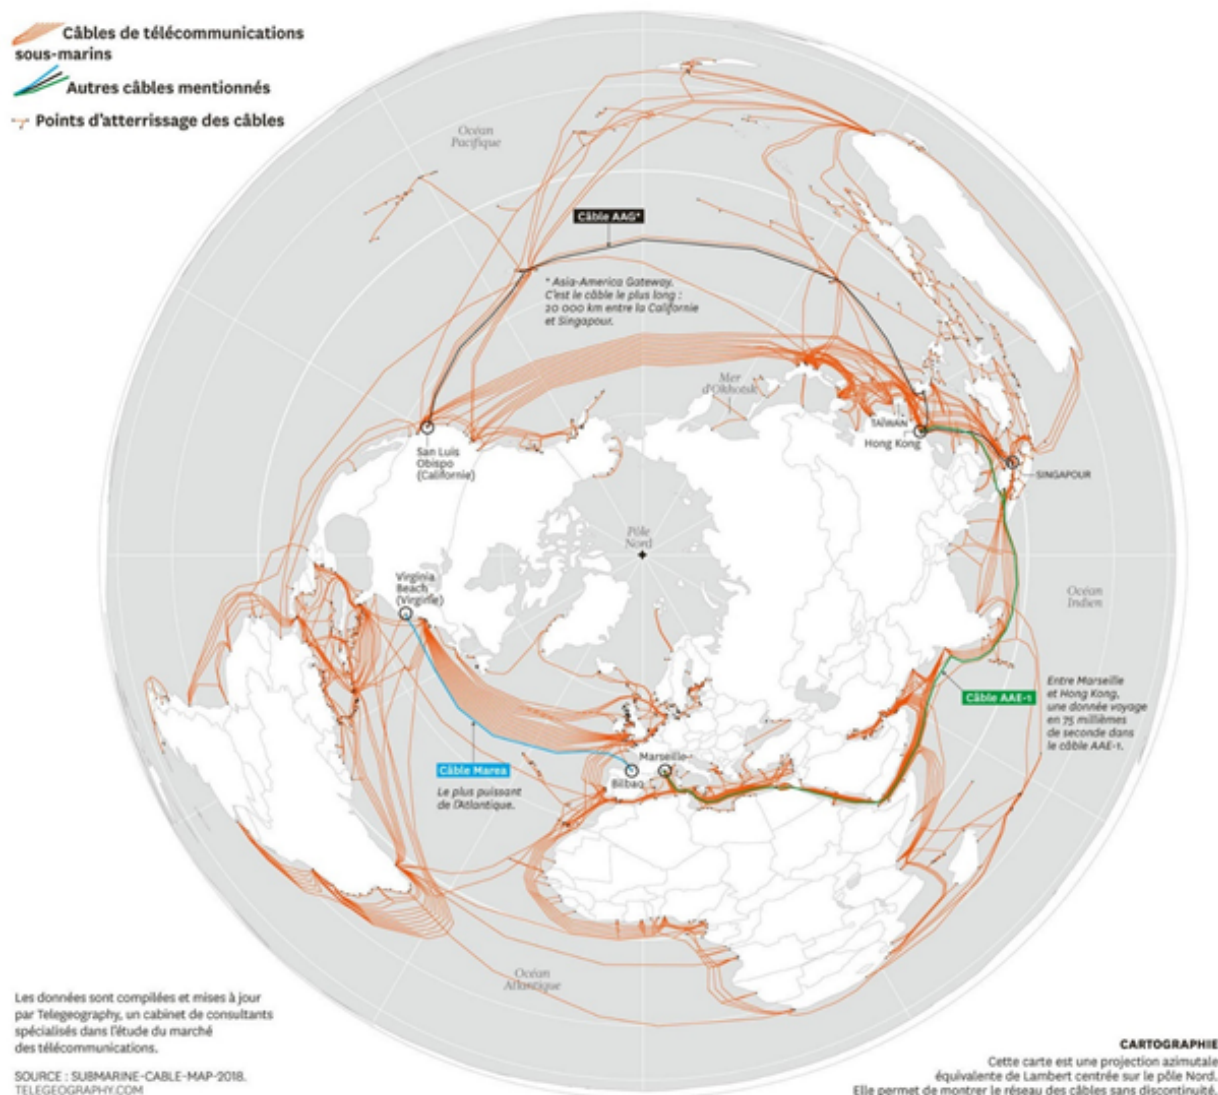 Câbles de télécommunications
sous-marins
Autres câbles mentionnés
Points d'atterrissage des câbles
Océan
Pacifique
Câble AAG*
* Asia-America Gateway.
C'est le câble le plus long :
20 000 km entre la Californie
et Singapour.
Mer
d'Okhotsk
TAÏWAN
Hong Kong
San Luis
Obispo
(Californie)
SINGAPOUR
Pôle
Nord
Virginia
Beach
(Virginie)
Océan
Indien
Câble AAE-1
Entre Marseille
et Hong Kong,
une donnée voyage
en 75 millièmes
de seconde dans
le câble AAE-1.
Câble Marea
Le plus puissant
de l'Atlantique.
Marseille
Bilbao
Océan
Atlantique
Les données sont compilées et mises à jour
par Telegeography, un cabinet de consultants
spécialisés dans l'étude du marché
des télécommunications.
SOURCE : SUBMARINE-CABLE-MAP-2018.
TELEGEOGRAPHY.COM
CARTOGRAPHIE
Cette carte est une projection azimutale
équivalente de Lambert centrée sur le pôle Nord.
Elle permet de montrer le réseau des câbles sans discontinuité.